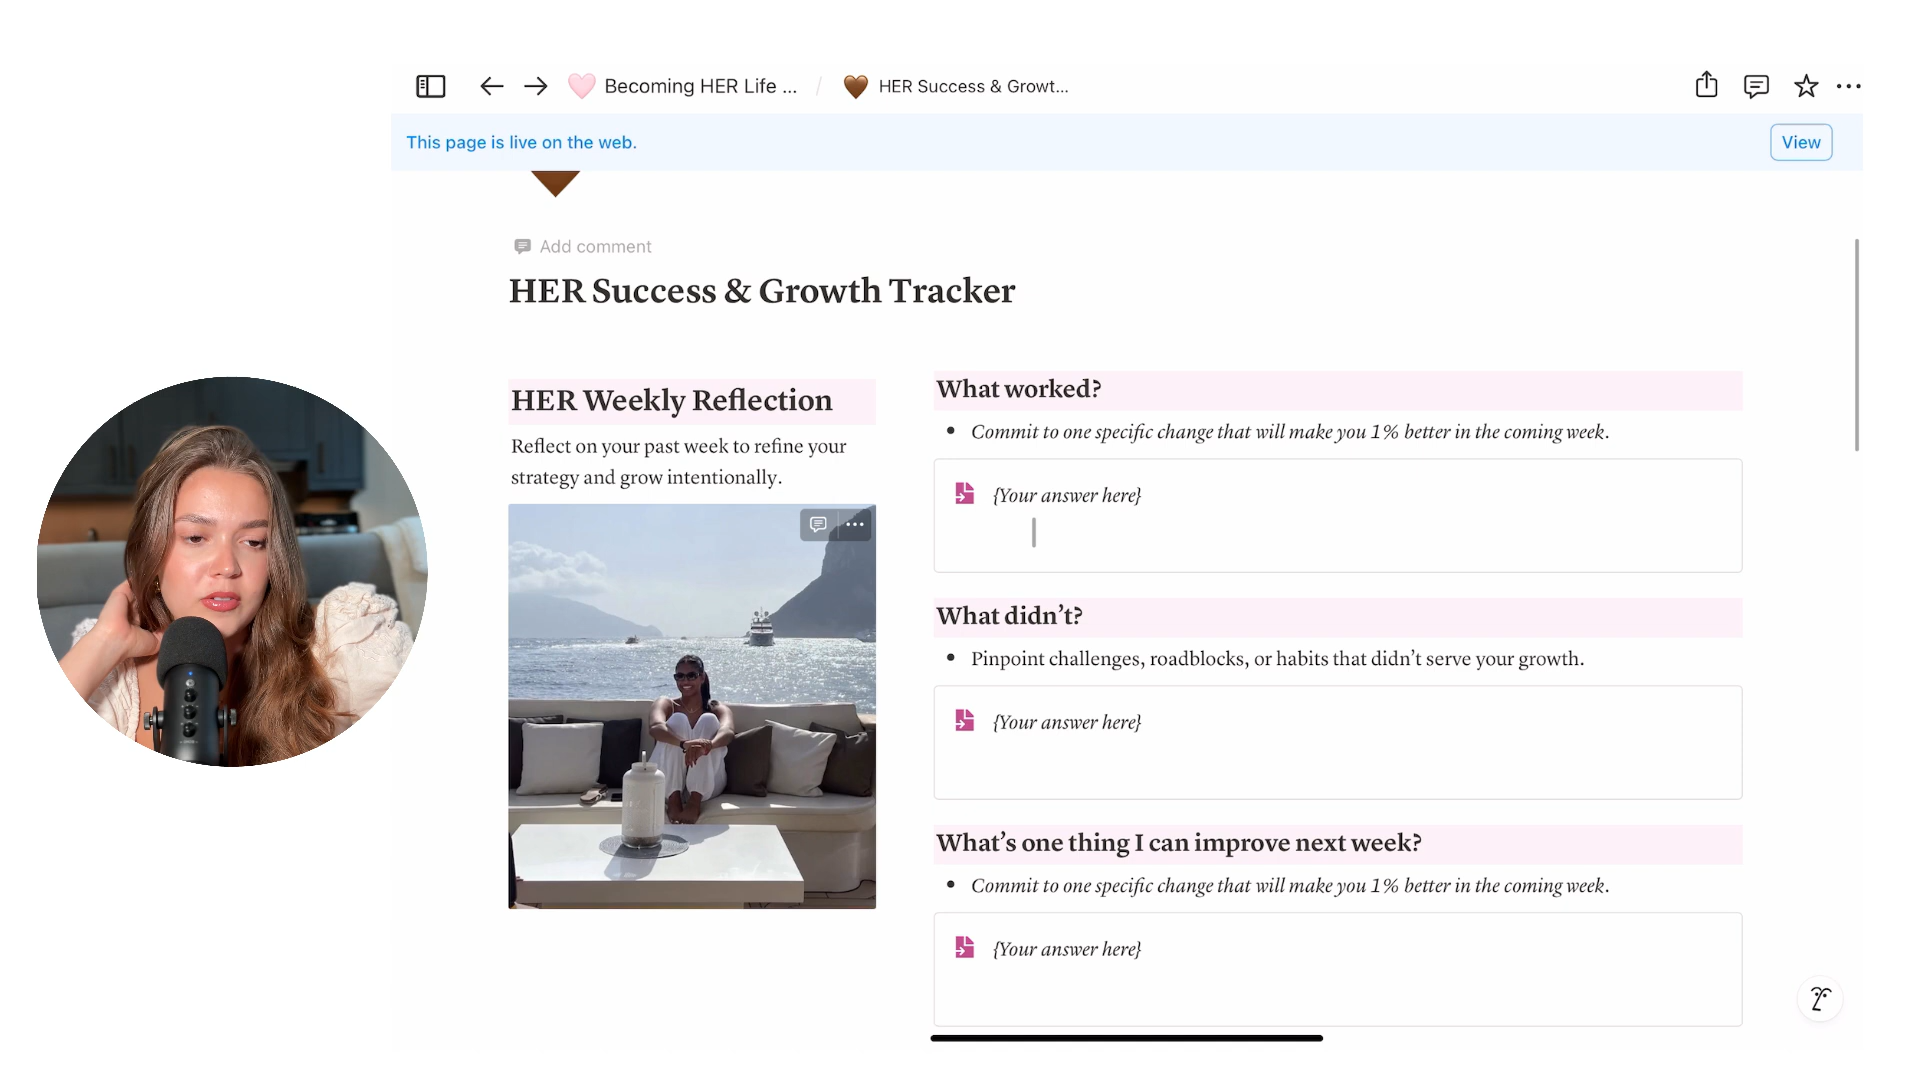 Becoming HER Life ... / HER Success & Growt...
This page is live on the web.
View
Add comment
HER Success & Growth Tracker
HER Weekly Reflection
Reflect on your past week to refine your
strategy and grow intentionally.
What worked?
• Commit to one specific change that will make you 1% better in the coming week.
{Your answer here}
What didn’t?
• Pinpoint challenges, roadblocks, or habits that didn’t serve your growth.
{Your answer here}
What’s one thing I can improve next week?
• Commit to one specific change that will make you 1% better in the coming week.
{Your answer here}